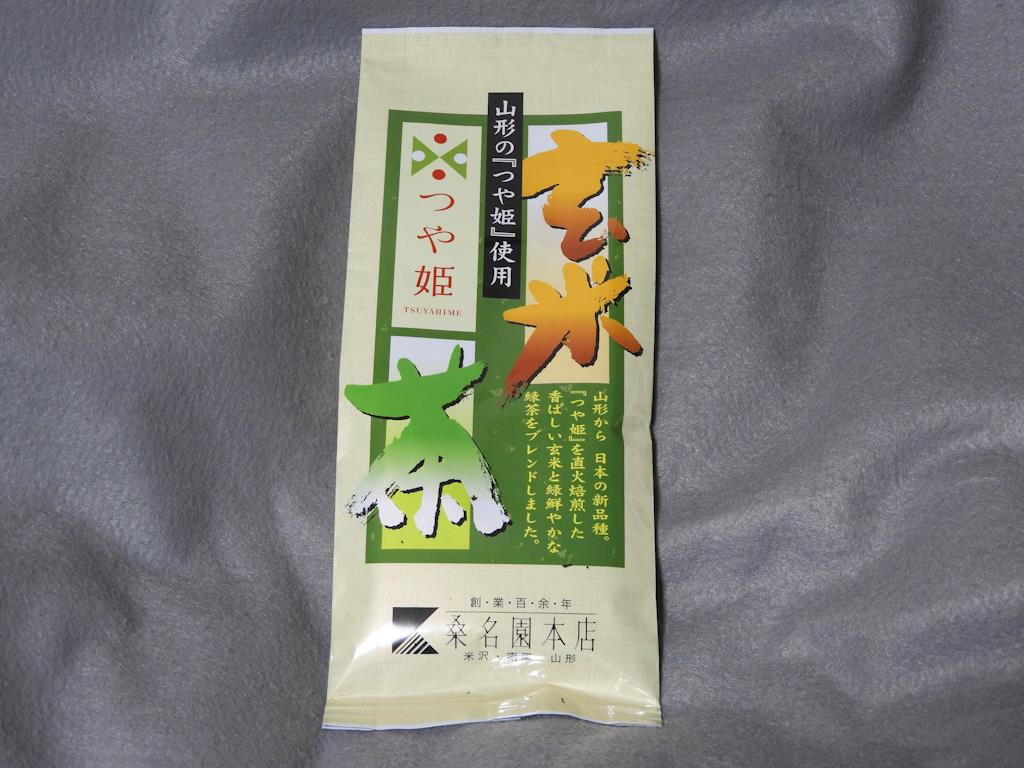 山形の『つや姫』使用
玄米
茶
つや姫
TSUYAHIME
山形から 日本の新品種。
『つや姫』を直火焙煎した
香ばしい玄米と緑鮮やかな
緑茶をブレンドしました。
創・業・百・余・年
桑名園本店
米沢・南陽・山形